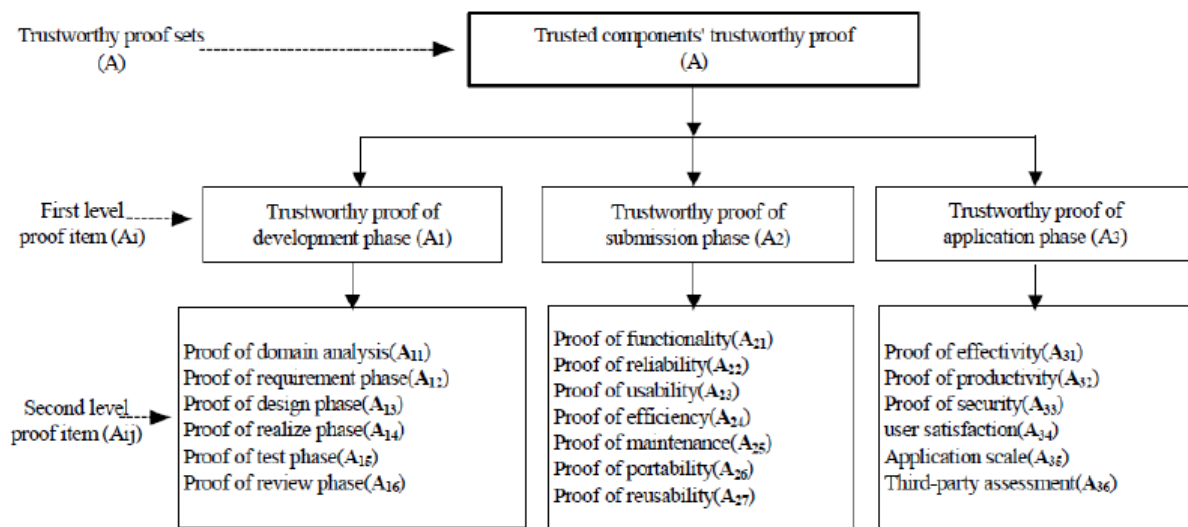 Trustworthy proof sets
(A)
Trusted components' trustworthy proof
(A)
First level
proof item (Ai)
Trustworthy proof of
development phase (A1)
Trustworthy proof of
submission phase (A2)
Trustworthy proof of
application phase (A3)
Second level
proof item (Aij)
Proof of domain analysis(A11)
Proof of requirement phase(A12)
Proof of design phase(A13)
Proof of realize phase(A14)
Proof of test phase(A15)
Proof of review phase(A16)
Proof of functionality(A21)
Proof of reliability(A22)
Proof of usability(A23)
Proof of efficiency(A24)
Proof of maintenance(A25)
Proof of portability(A26)
Proof of reusability(A27)
Proof of effectivity(A31)
Proof of productivity(A32)
Proof of security(A33)
user satisfaction(A34)
Application scale(A35)
Third-party assessment(A36)